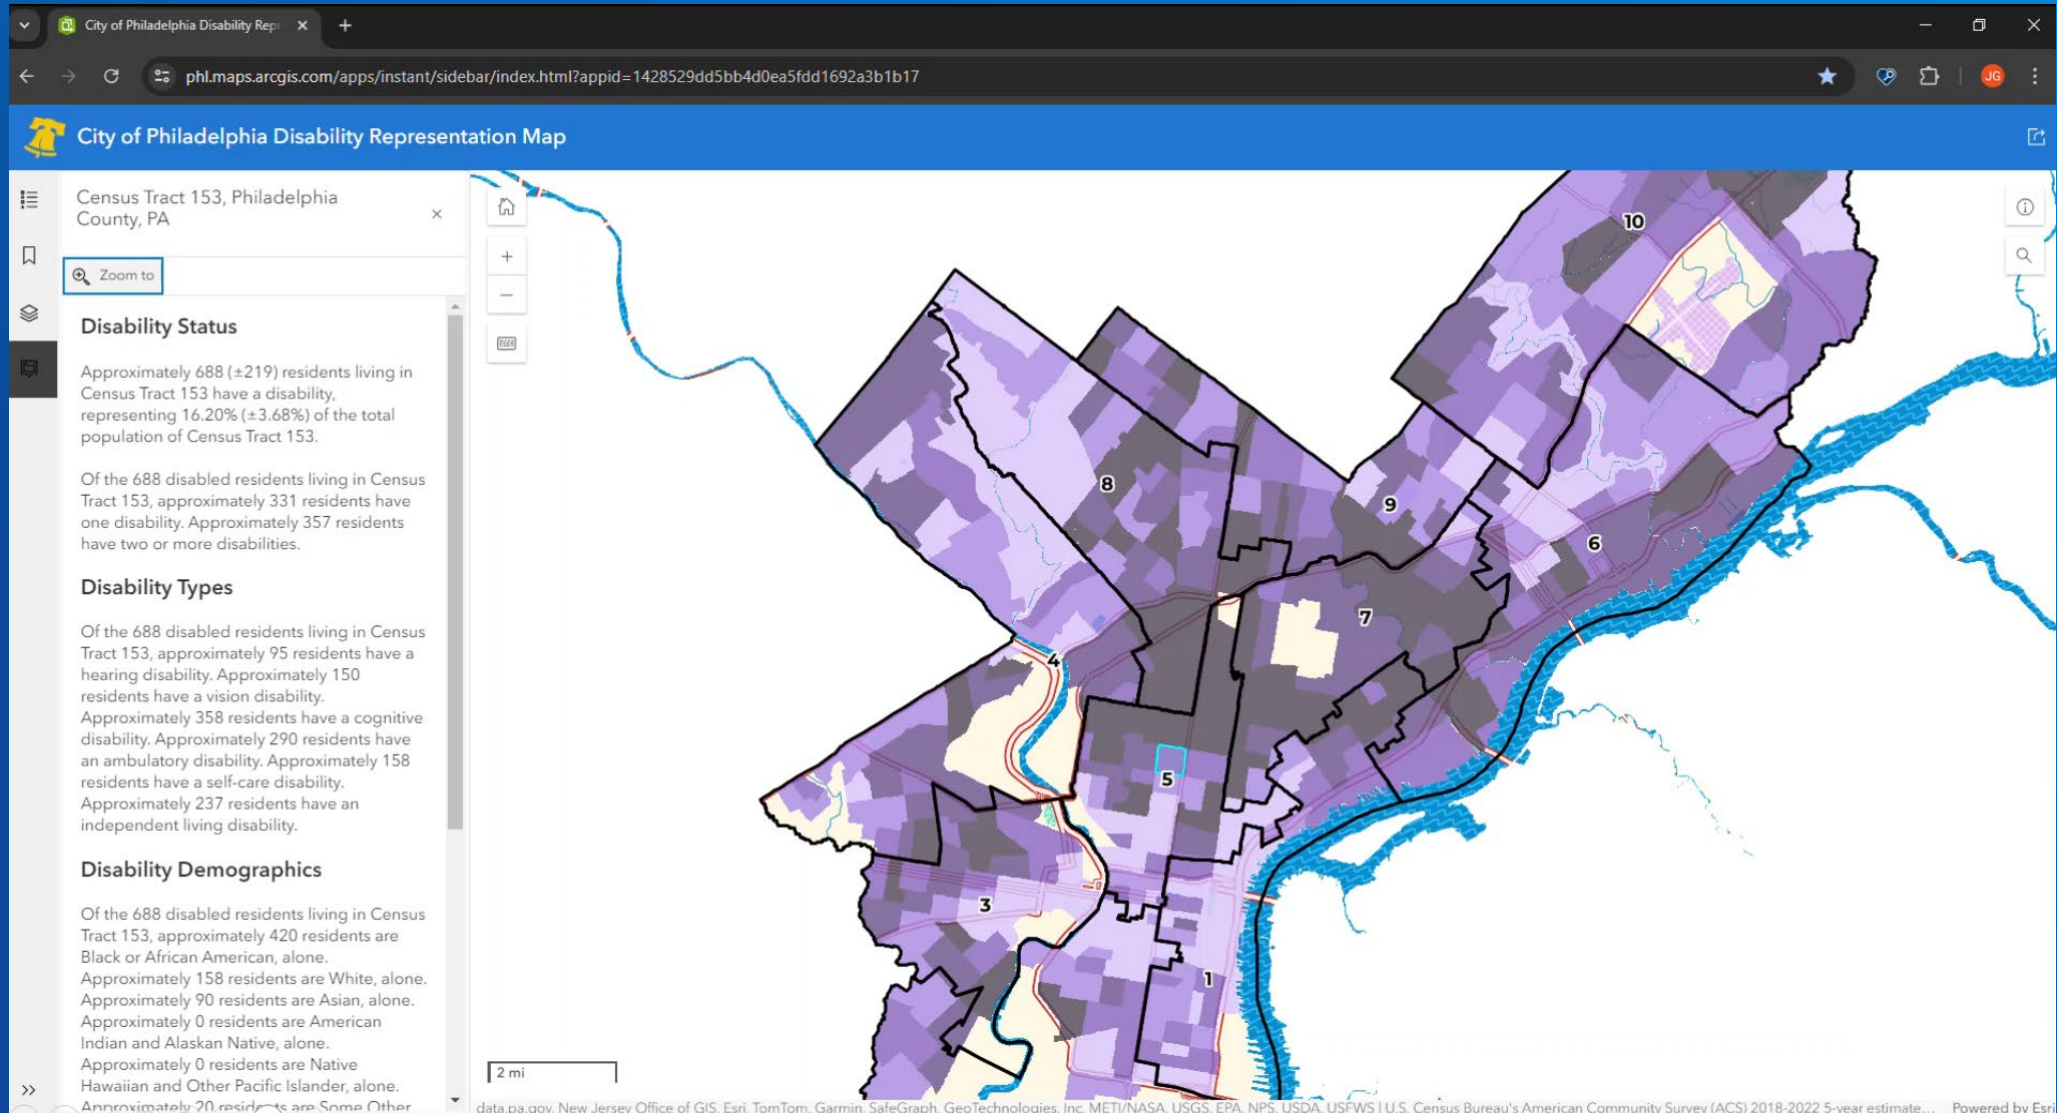 City of Philadelphia Disability Repr
phl.maps.arcgis.com/apps/instant/sidebar/index.html?appid=1428529dd5bb4d0ea5fdd1692a3b1b17
JG
City of Philadelphia Disability Representation Map
Census Tract 153, Philadelphia
County, PA
Zoom to
Disability Status
Approximately 688 (±219) residents living in
Census Tract 153 have a disability,
representing 16.20% (±3.68%) of the total
population of Census Tract 153.
Of the 688 disabled residents living in Census
Tract 153, approximately 331 residents have
one disability. Approximately 357 residents
have two or more disabilities.
Disability Types
Of the 688 disabled residents living in Census
Tract 153, approximately 95 residents have a
hearing disability. Approximately 150
residents have a vision disability.
Approximately 358 residents have a cognitive
disability. Approximately 290 residents have
an ambulatory disability. Approximately 158
residents have a self-care disability.
Approximately 237 residents have an
independent living disability.
Disability Demographics
Of the 688 disabled residents living in Census
Tract 153, approximately 420 residents are
Black or African American, alone.
Approximately 158 residents are White, alone.
Approximately 90 residents are Asian, alone.
Approximately 0 residents are American
Indian and Alaskan Native, alone.
Approximately 0 residents are Native
Hawaiian and Other Pacific Islander, alone.
Approximately 20 residents are Some Other
10
8
9
6
7
4
5
3
1
2 mi
data.pa.gov, New Jersey Office of GIS, Esri, TomTom, Garmin, SafeGraph, GeoTechnologies, Inc, METI/NASA, USGS, EPA, NPS, USDA, USFWS | U.S. Census Bureau's American Community Survey (ACS) 2018-2022 5-year estimate... Powered by Esri